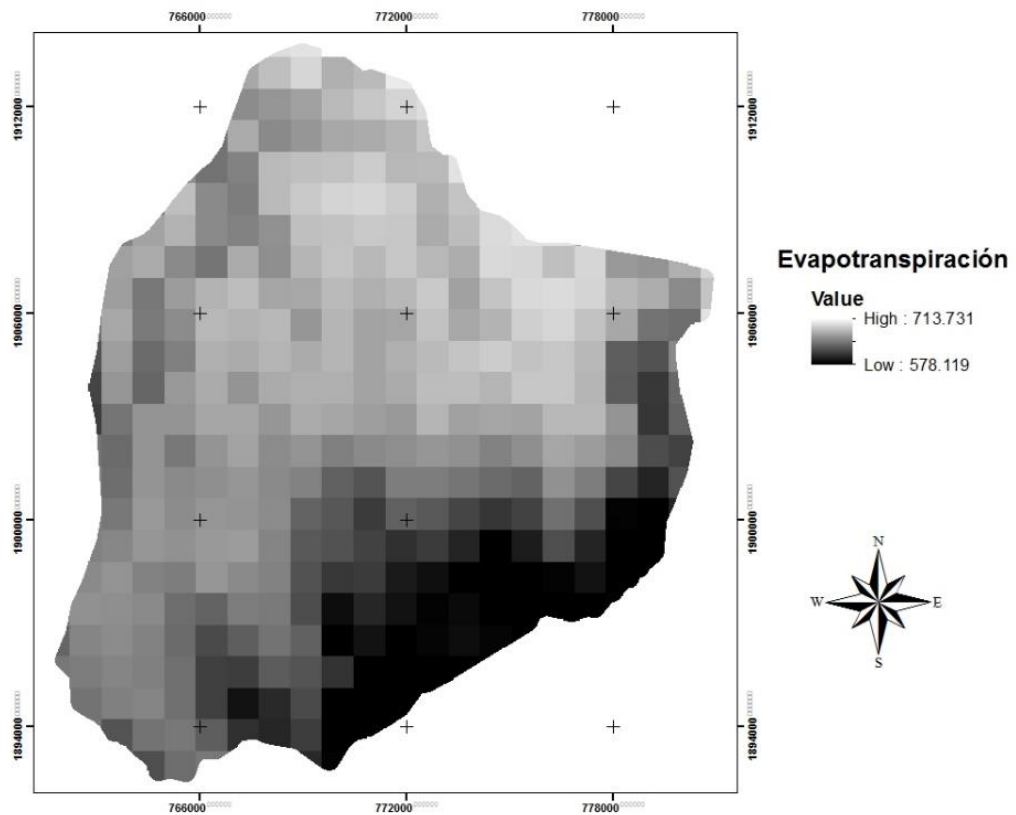 766000 772000 778000
1912000 1912000
1906000 1906000
1900000 1900000
1894000 1894000
766000 772000 778000
Evapotranspiración
Value
High : 713.731
Low : 578.119
N
W E
S